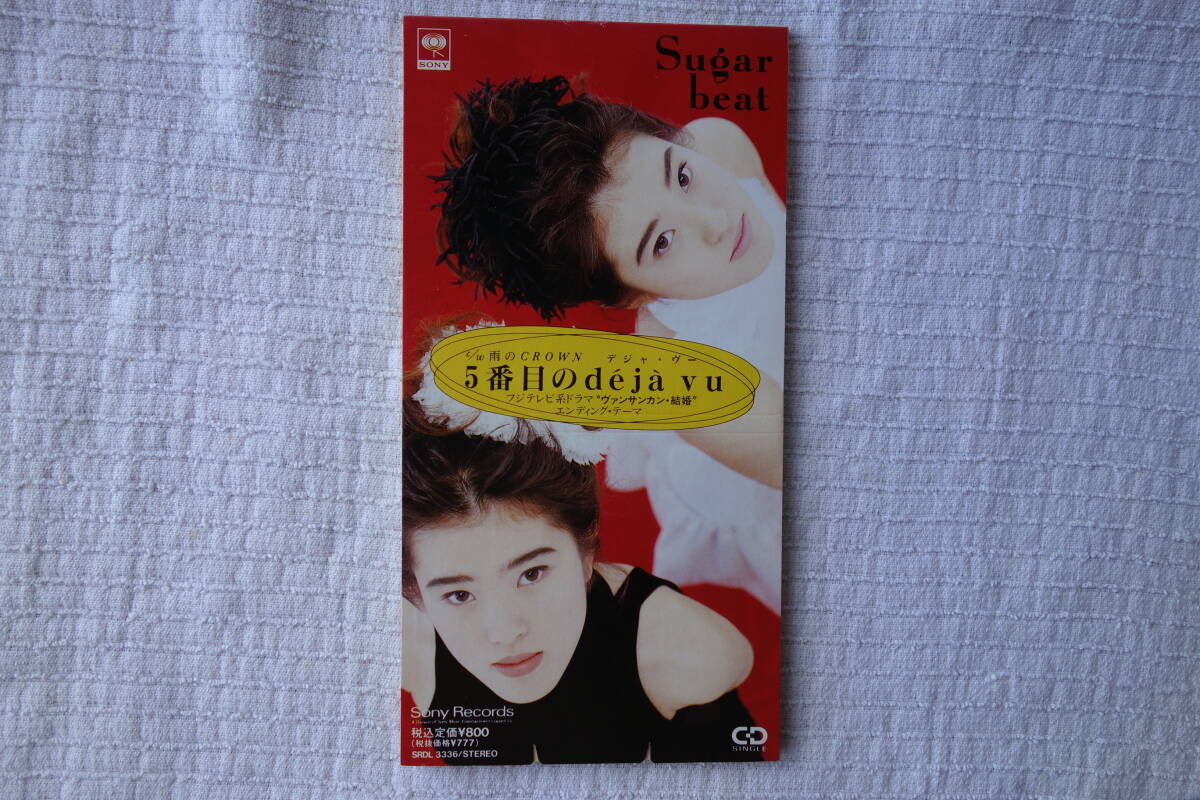 SONY
Sugar
beat
c/w 雨のCROWN デジャ・ヴー
5番目のdéjà vu
フジテレビ系ドラマ"ヴァンサンカン・結婚"
エンディング・テーマ
Sony Records
税込定価¥800
(税抜価格¥777)
SRDL 3336/STEREO
CD
SINGLE